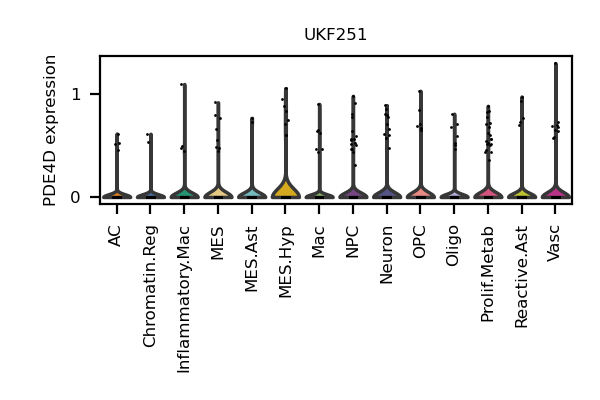 UKF251
PDE4D expression
1
0
AC
Chromatin.Reg
Inflammatory.Mac
MES
MES.Ast
MES.Hyp
Mac
NPC
Neuron
OPC
Oligo
Prolif.Metab
Reactive.Ast
Vasc